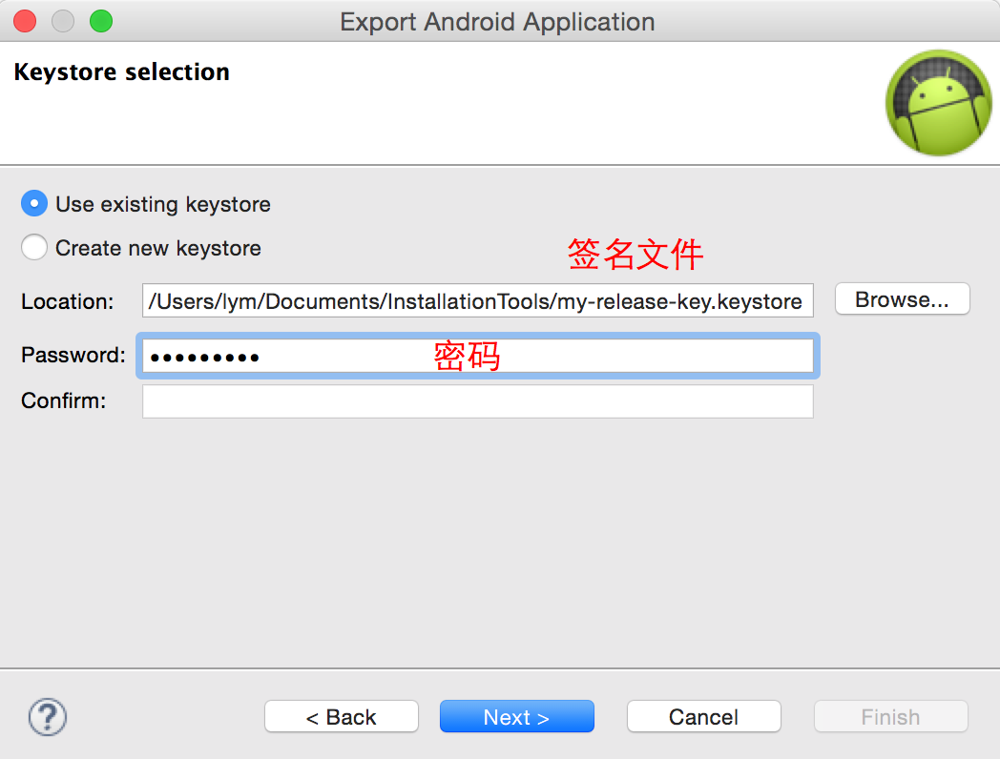 Export Android Application
Keystore selection
Use existing keystore
Create new keystore
签名文件
Location: /Users/lym/Documents/InstallationTools/my-release-key.keystore Browse...
Password: ••••••••• 密码
Confirm:
? < Back Next > Cancel Finish